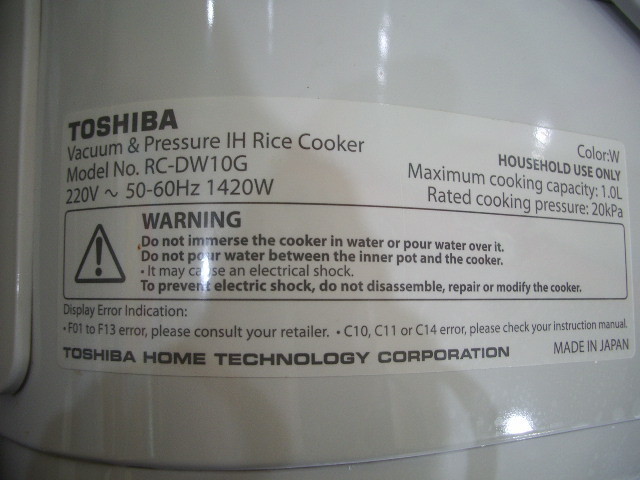 TOSHIBA
Vacuum & Pressure IH Rice Cooker
Model No. RC-DW10G
220V ～ 50-60Hz 1420W
Color:W
HOUSEHOLD USE ONLY
Maximum cooking capacity: 1.0L
Rated cooking pressure: 20kPa
WARNING
Do not immerse the cooker in water or pour water over it.
Do not pour water between the inner pot and the cooker.
・It may cause an electrical shock.
To prevent electric shock, do not disassemble, repair or modify the cooker.
Display Error Indication:
・F01 to F13 error, please consult your retailer. ・C10, C11 or C14 error, please check your instruction manual.
TOSHIBA HOME TECHNOLOGY CORPORATION MADE IN JAPAN